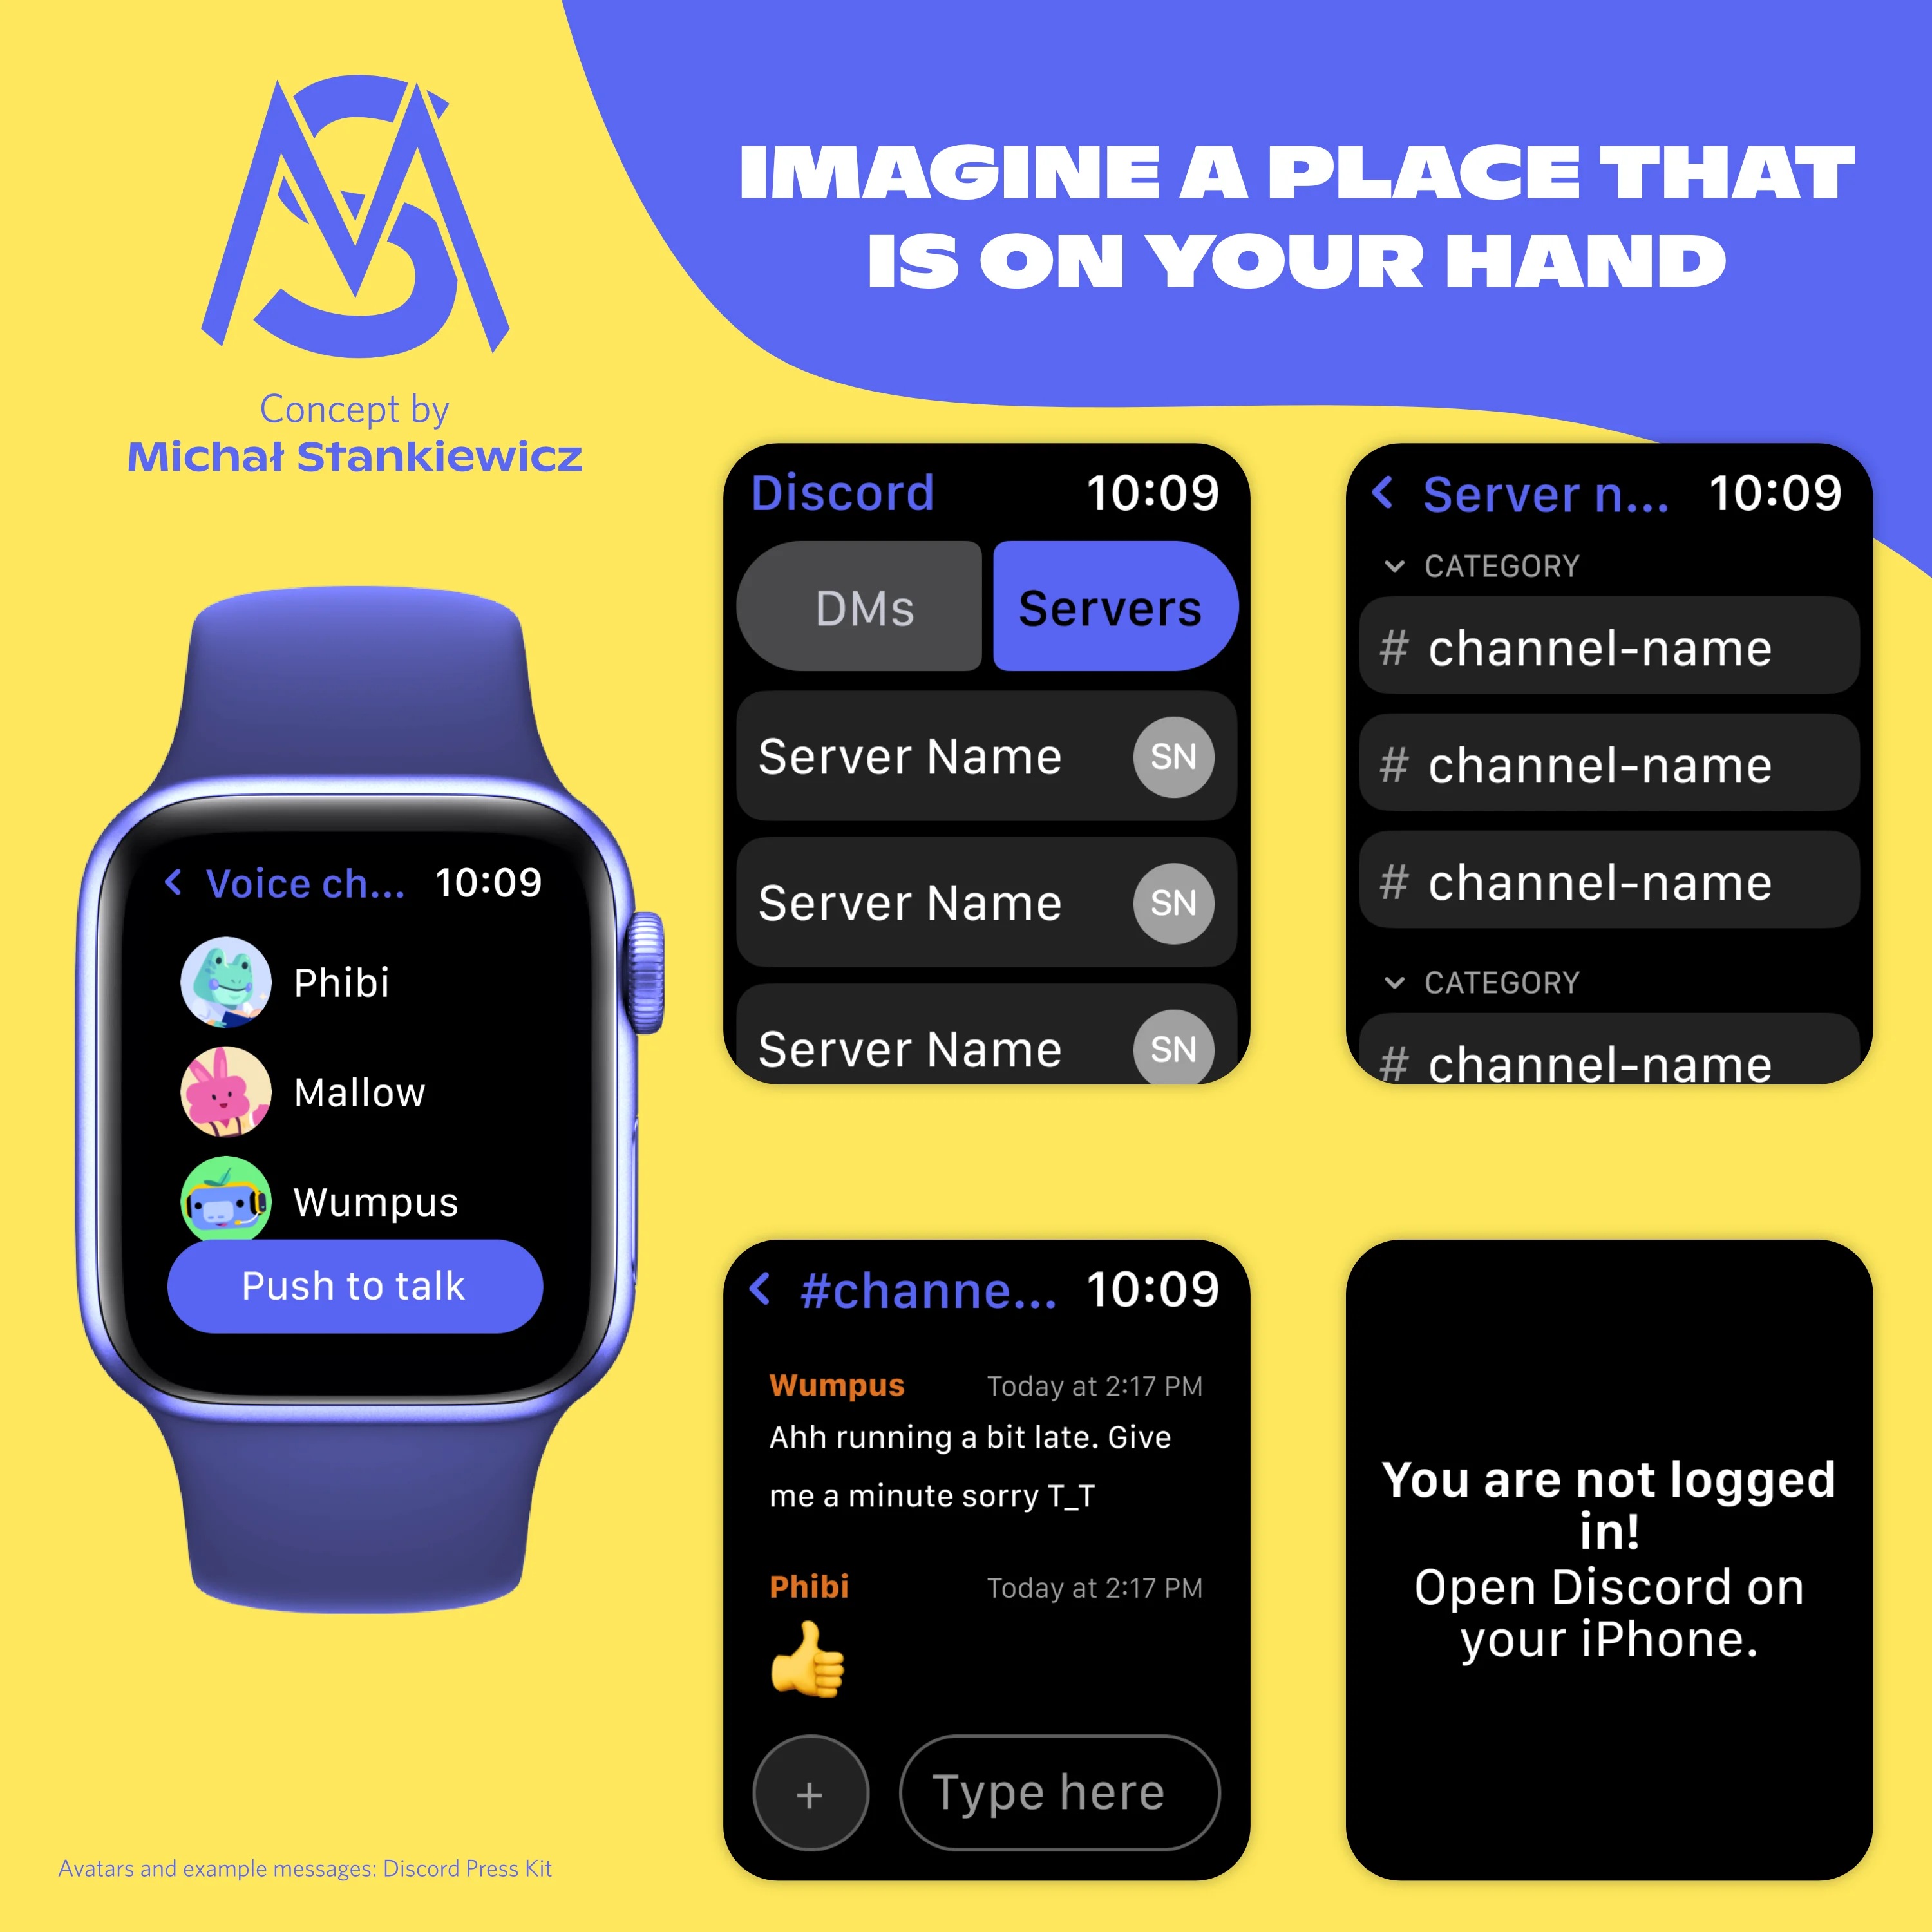 MS
IMAGINE A PLACE THAT
IS ON YOUR HAND
Concept by
Michał Stankiewicz
Voice ch... 10:09
Phibi
Mallow
Wumpus
Push to talk
Discord 10:09
DMs Servers
Server Name SN
Server Name SN
Server Name SN
Server n... 10:09
CATEGORY
# channel-name
# channel-name
# channel-name
CATEGORY
# channel-name
#channe... 10:09
Wumpus Today at 2:17 PM
Ahh running a bit late. Give
me a minute sorry T_T
Phibi Today at 2:17 PM
👍
+ Type here
You are not logged
in!
Open Discord on
your iPhone.
Avatars and example messages: Discord Press Kit